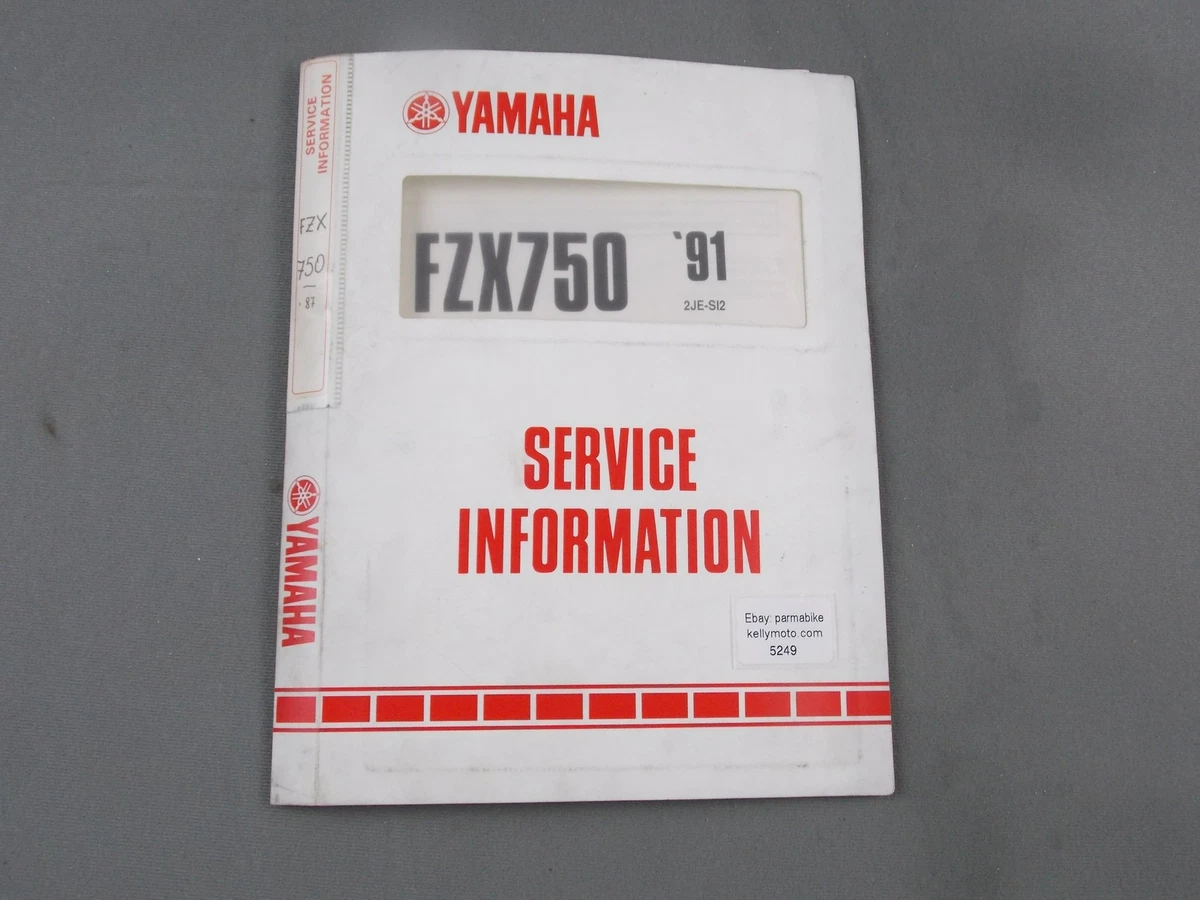 SERVICE
INFORMATION
FZX
750
87
YAMAHA
YAMAHA
FZX750 `91
2JE-SI2
SERVICE
INFORMATION
Ebay: parmabike
kellymoto.com
5249